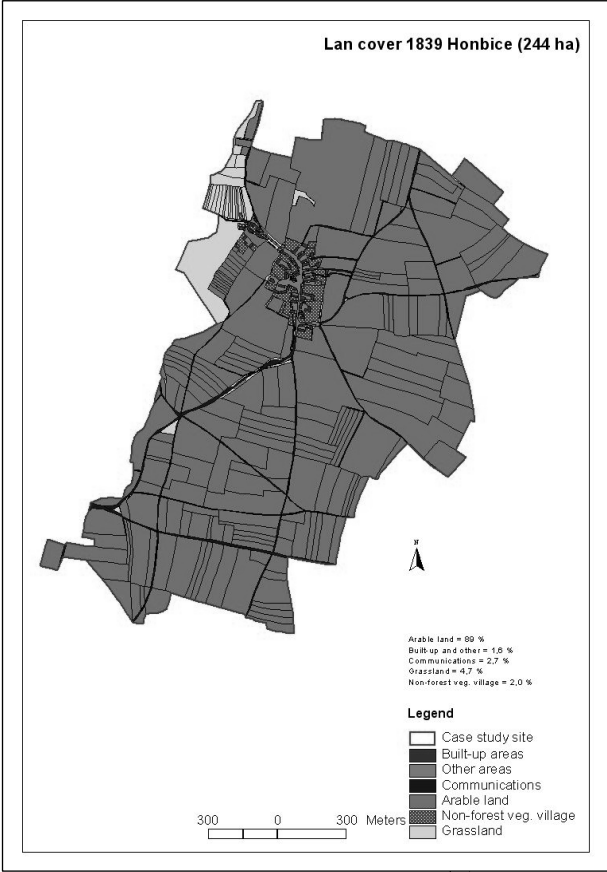 Lan cover 1839 Honbice (244 ha)
N
Arable land = 89 %
Built-up and other = 1,6 %
Communications = 2,7 %
Grassland = 4,7 %
Non-forest veg. village = 2,0 %
Legend
Case study site
Built-up areas
Other areas
Communications
Arable land
Non-forest veg. village
Grassland
300 0 300 Meters